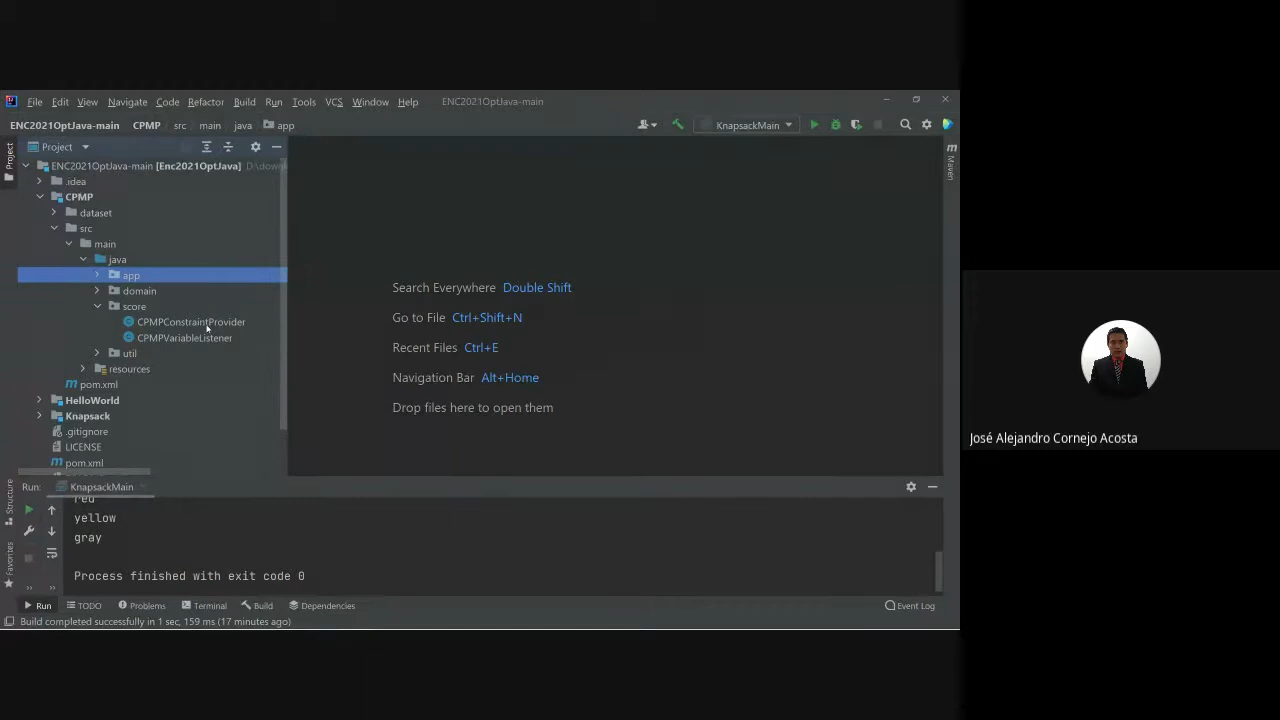 File Edit View Navigate Code Refactor Build Run Tools VCS Window Help ENC2021OptJava-main
ENC2021OptJava-main CPMP src main java app KnapsackMain
Project
Project
Maven
ENC2021OptJava-main [Enc2021OptJava]
.idea
CPMP
dataset
src
main
java
app
domain
score
CPMPConstraintProvider
CPMPVariableListener
util
resources
pom.xml
HelloWorld
Knapsack
.gitignore
LICENSE
pom.xml
Search Everywhere Double Shift
Go to File Ctrl+Shift+N
Recent Files Ctrl+E
Navigation Bar Alt+Home
Drop files here to open them
José Alejandro Cornejo Acosta
Structure
Favorites
Run: KnapsackMain
red
yellow
gray
Process finished with exit code 0
Run TODO Problems Terminal Build Dependencies Event Log
Build completed successfully in 1 sec, 159 ms (17 minutes ago)